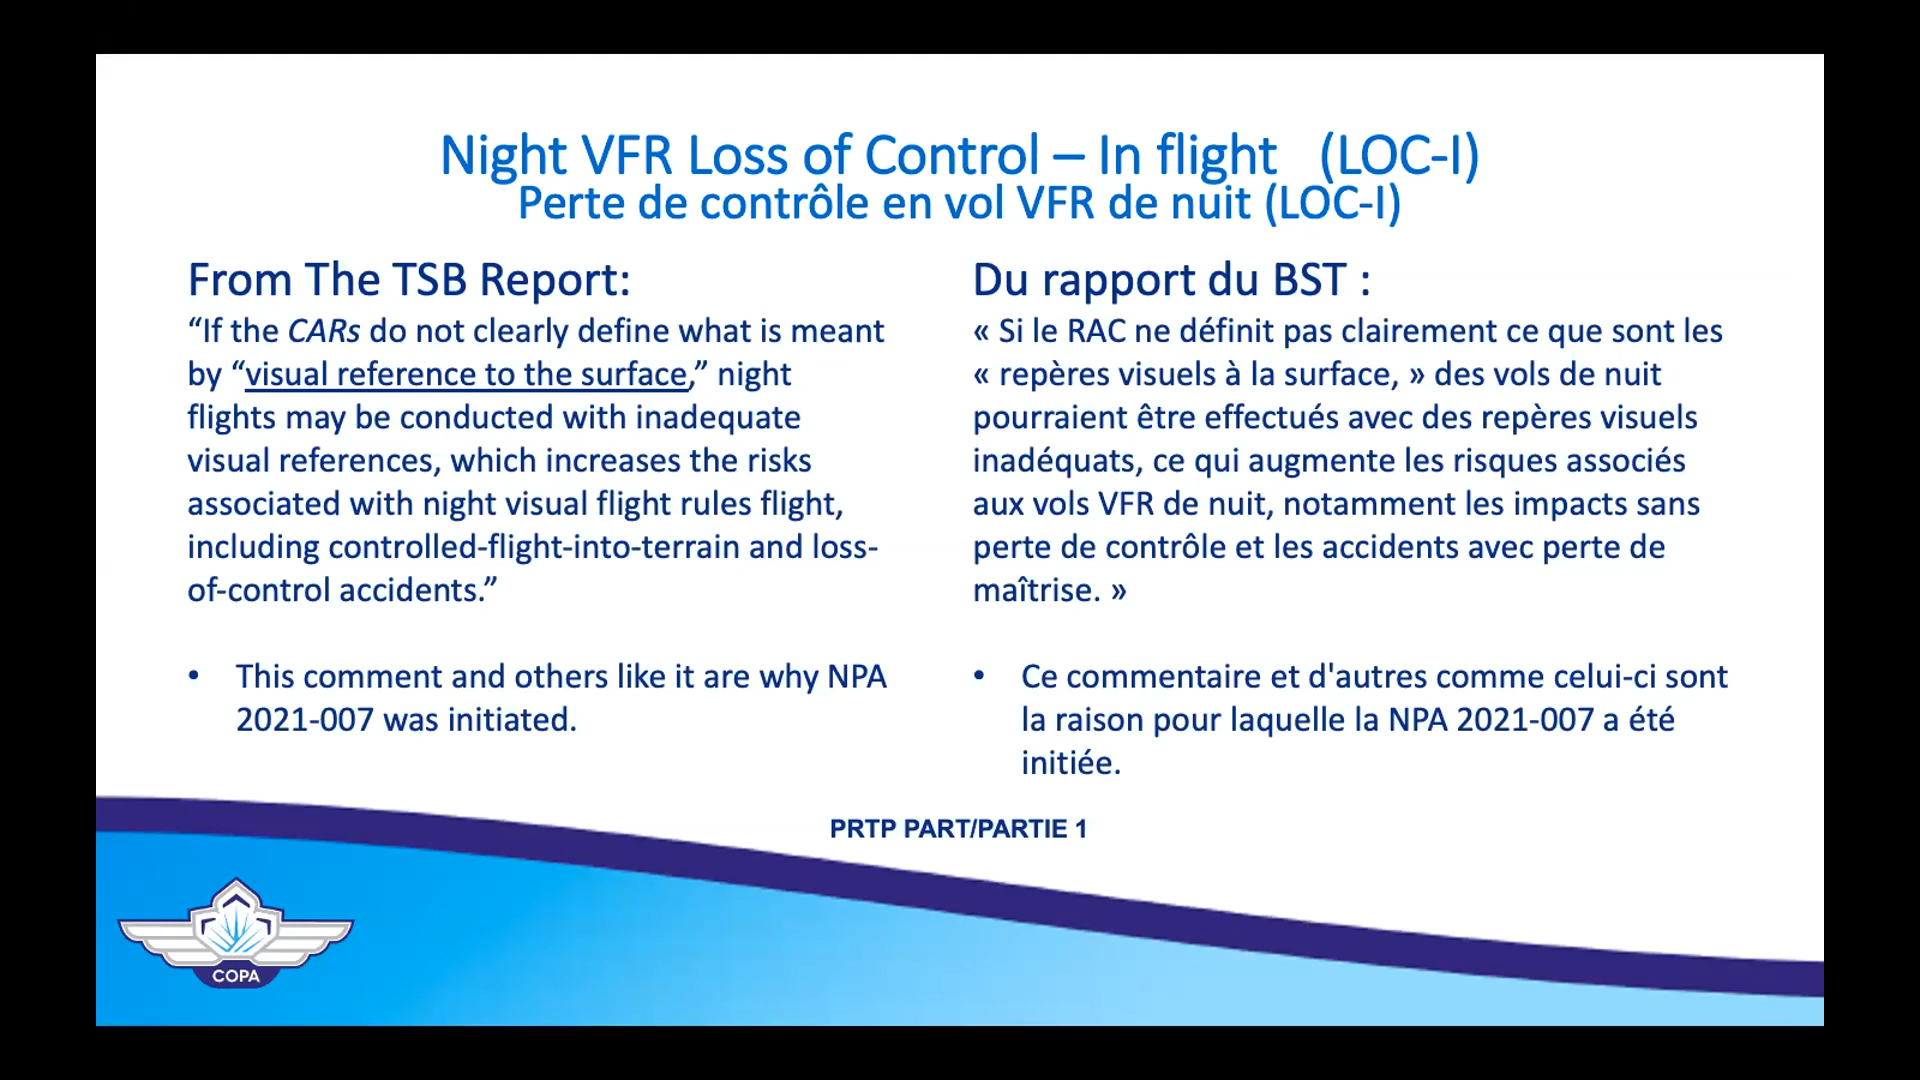 Night VFR Loss of Control – In flight (LOC-I)
Perte de contrôle en vol VFR de nuit (LOC-I)
From The TSB Report:
“If the CARs do not clearly define what is meant
by “visual reference to the surface,” night
flights may be conducted with inadequate
visual references, which increases the risks
associated with night visual flight rules flight,
including controlled-flight-into-terrain and loss-
of-control accidents.”
• This comment and others like it are why NPA
2021-007 was initiated.
Du rapport du BST :
« Si le RAC ne définit pas clairement ce que sont les
« repères visuels à la surface, » des vols de nuit
pourraient être effectués avec des repères visuels
inadéquats, ce qui augmente les risques associés
aux vols VFR de nuit, notamment les impacts sans
perte de contrôle et les accidents avec perte de
maîtrise. »
• Ce commentaire et d'autres comme celui-ci sont
la raison pour laquelle la NPA 2021-007 a été
initiée.
PRTP PART/PARTIE 1
COPA